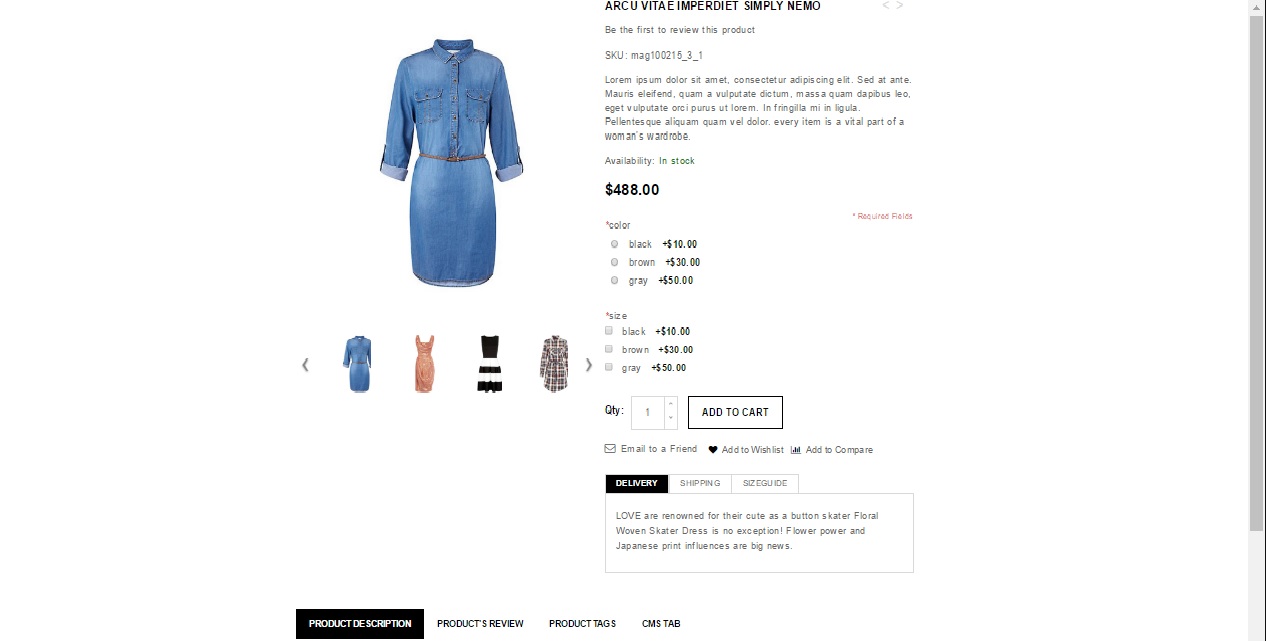 ARCU VITAE IMPERDIET SIMPLY NEMO
Be the first to review this product
SKU: mag100215_3_1
Lorem ipsum dolor sit amet, consectetur adipiscing elit. Sed at ante.
Mauris eleifend, quam a vulputate dictum, massa quam dapibus leo,
eget vulputate orci purus ut lorem. In fringilla mi in ligula.
Pellentesque aliquam quam vel dolor. every item is a vital part of a
woman's wardrobe.
Availability: In stock
$488.00
* Required Fields
*color
black +$10.00
brown +$30.00
gray +$50.00
*size
black +$10.00
brown +$30.00
gray +$50.00
Qty: 1 ADD TO CART
Email to a Friend Add to Wishlist Add to Compare
DELIVERY SHIPPING SIZEGUIDE
LOVE are renowned for their cute as a button skater Floral
Woven Skater Dress is no exception! Flower power and
Japanese print influences are big news.
PRODUCT DESCRIPTION PRODUCT'S REVIEW PRODUCT TAGS CMS TAB